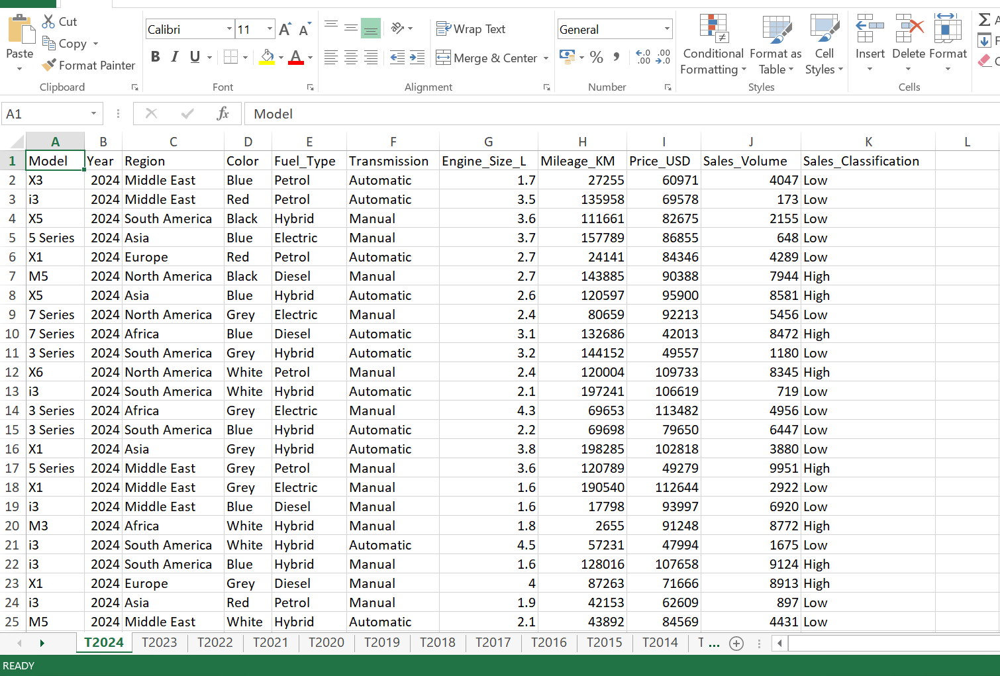 Cut
Copy
Format Painter
Paste
Clipboard
Calibri 11 A A
B I U A
Font
Wrap Text
Merge & Center
Alignment
General
% , .0 .00 .00 .0
Number
Conditional Formatting
Format as Table
Cell Styles
Styles
Insert Delete Format
Cells
Σ
A1 fx Model
A B C D E F G H I J K L
1 Model Year Region Color Fuel_Type Transmission Engine_Size_L Mileage_KM Price_USD Sales_Volume Sales_Classification
2 X3 2024 Middle East Blue Petrol Automatic 1.7 27255 60971 4047 Low
3 i3 2024 Middle East Red Petrol Automatic 3.5 135958 69578 173 Low
4 X5 2024 South America Black Hybrid Manual 3.6 111661 82675 2155 Low
5 5 Series 2024 Asia Blue Electric Manual 3.7 157789 86855 648 Low
6 X1 2024 Europe Red Petrol Automatic 2.7 24141 84346 4289 Low
7 M5 2024 North America Black Diesel Manual 2.7 143885 90388 7944 High
8 X5 2024 Asia Blue Hybrid Automatic 2.6 120597 95900 8581 High
9 7 Series 2024 North America Grey Electric Manual 2.4 80659 92213 5456 Low
10 7 Series 2024 Africa Blue Diesel Automatic 3.1 132686 42013 8472 High
11 3 Series 2024 South America Grey Hybrid Automatic 3.2 144152 49557 1180 Low
12 X6 2024 North America White Petrol Manual 2.4 120004 109733 8345 High
13 i3 2024 South America White Hybrid Automatic 2.1 197241 106619 719 Low
14 3 Series 2024 Africa Grey Electric Manual 4.3 69653 113482 4956 Low
15 3 Series 2024 South America Blue Hybrid Automatic 2.2 69698 79650 6447 Low
16 X1 2024 Asia Grey Hybrid Automatic 3.8 198285 102818 3880 Low
17 5 Series 2024 Middle East Grey Petrol Manual 3.6 120789 49279 9951 High
18 X1 2024 Middle East Grey Electric Manual 1.6 190540 112644 2922 Low
19 i3 2024 Middle East Blue Diesel Manual 1.6 17798 93997 6920 Low
20 M3 2024 Africa White Hybrid Manual 1.8 2655 91248 8772 High
21 i3 2024 South America White Hybrid Automatic 4.5 57231 47994 1675 Low
22 i3 2024 South America Blue Hybrid Manual 1.6 128016 107658 9124 High
23 X1 2024 Europe Grey Diesel Manual 4 87263 71666 8913 High
24 i3 2024 Asia Red Petrol Manual 1.9 42153 62609 897 Low
25 M5 2024 Middle East White Hybrid Automatic 2.1 43892 84569 4431 Low
T2024 T2023 T2022 T2021 T2020 T2019 T2018 T2017 T2016 T2015 T2014 ...
READY